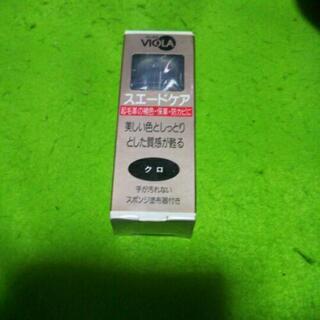 VIOLA
スエードケア
起毛革の補色・保革・防カビに
美しい色としっとり
とした質感が甦る
クロ
手が汚れない
スポンジ塗布器付き